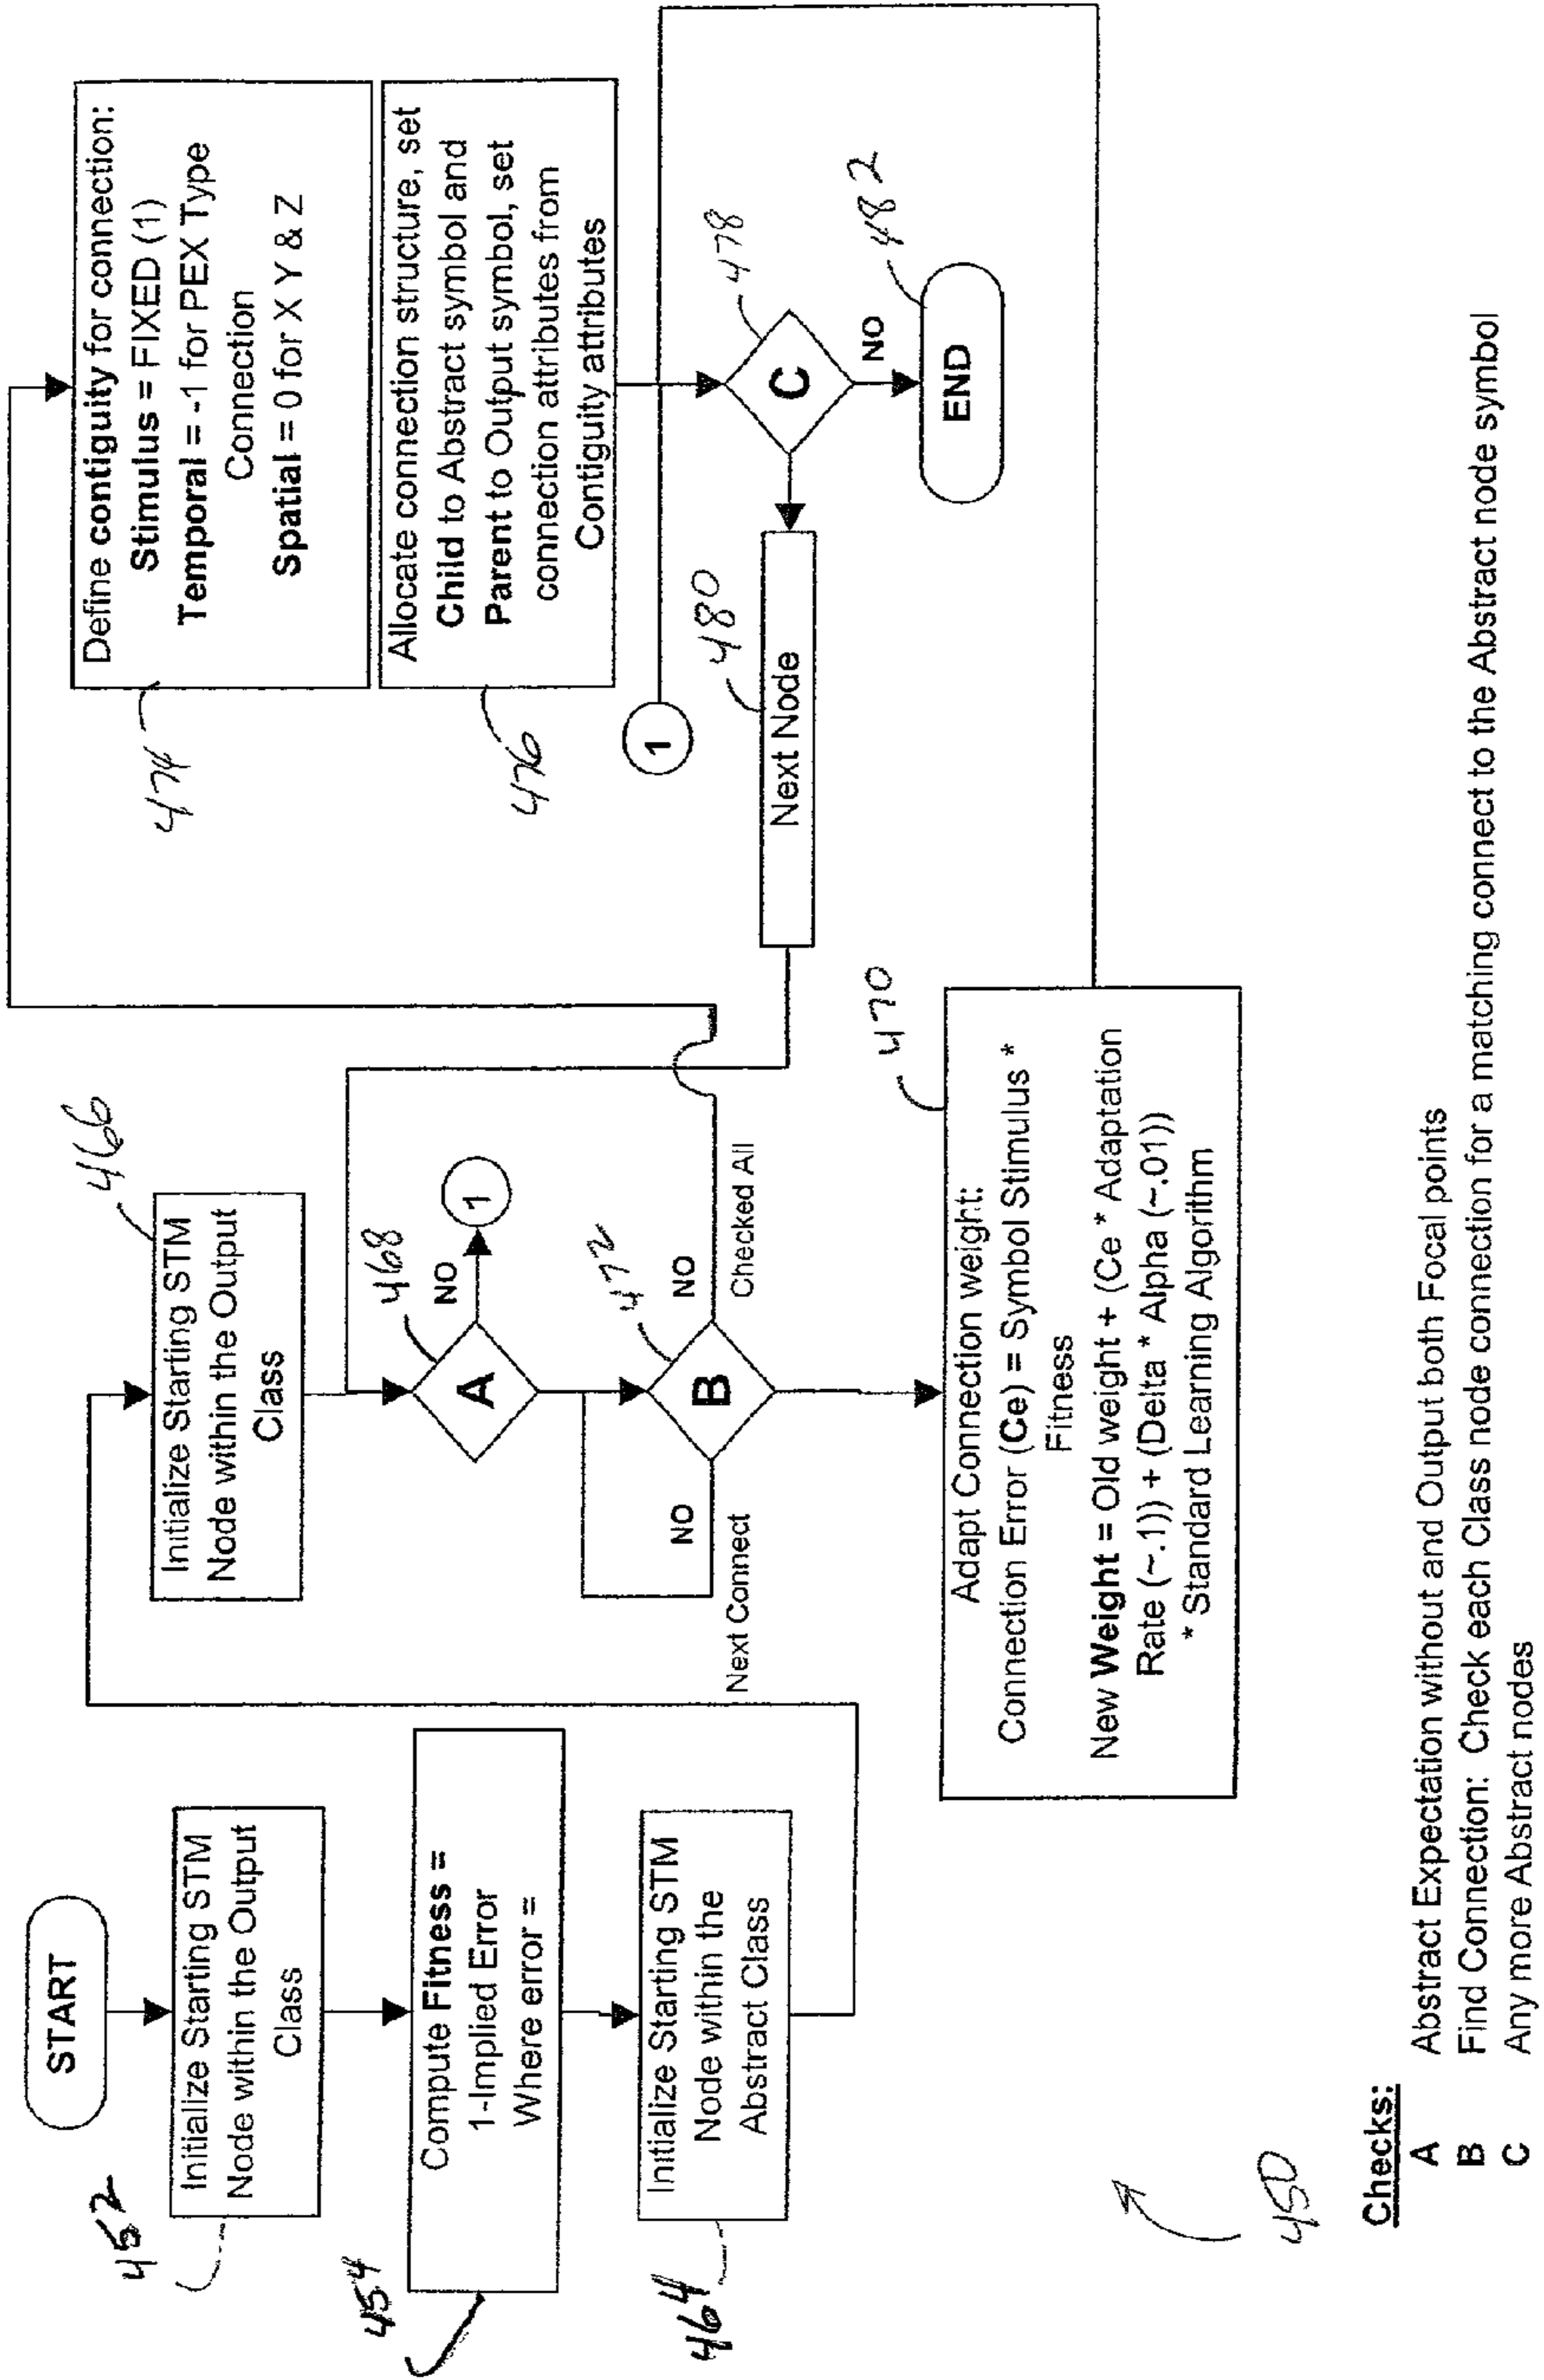 START
452
Initialize Starting STM
Node within the Output
Class
454
Compute Fitness =
1-Implied Error
Where error =
464
Initialize Starting STM
Node within the
Abstract Class
466
Initialize Starting STM
Node within the Output
Class
468
A
NO
1
472
B
NO
Next Connect
NO
Checked All
470
Adapt Connection weight:
Connection Error (Ce) = Symbol Stimulus *
Fitness
New Weight = Old weight + (Ce * Adaptation
Rate (~.1)) + (Delta * Alpha (~.01))
* Standard Learning Algorithm
474
Define contiguity for connection:
Stimulus = FIXED (1)
Temporal = -1 for PEX Type
Connection
Spatial = 0 for X Y & Z
476
Allocate connection structure, set
Child to Abstract symbol and
Parent to Output symbol, set
connection attributes from
Contiguity attributes
1
478
C
NO
480
Next Node
482
END
450
Checks:
A Abstract Expectation without and Output both Focal points
B Find Connection: Check each Class node connection for a matching connect to the Abstract node symbol
C Any more Abstract nodes